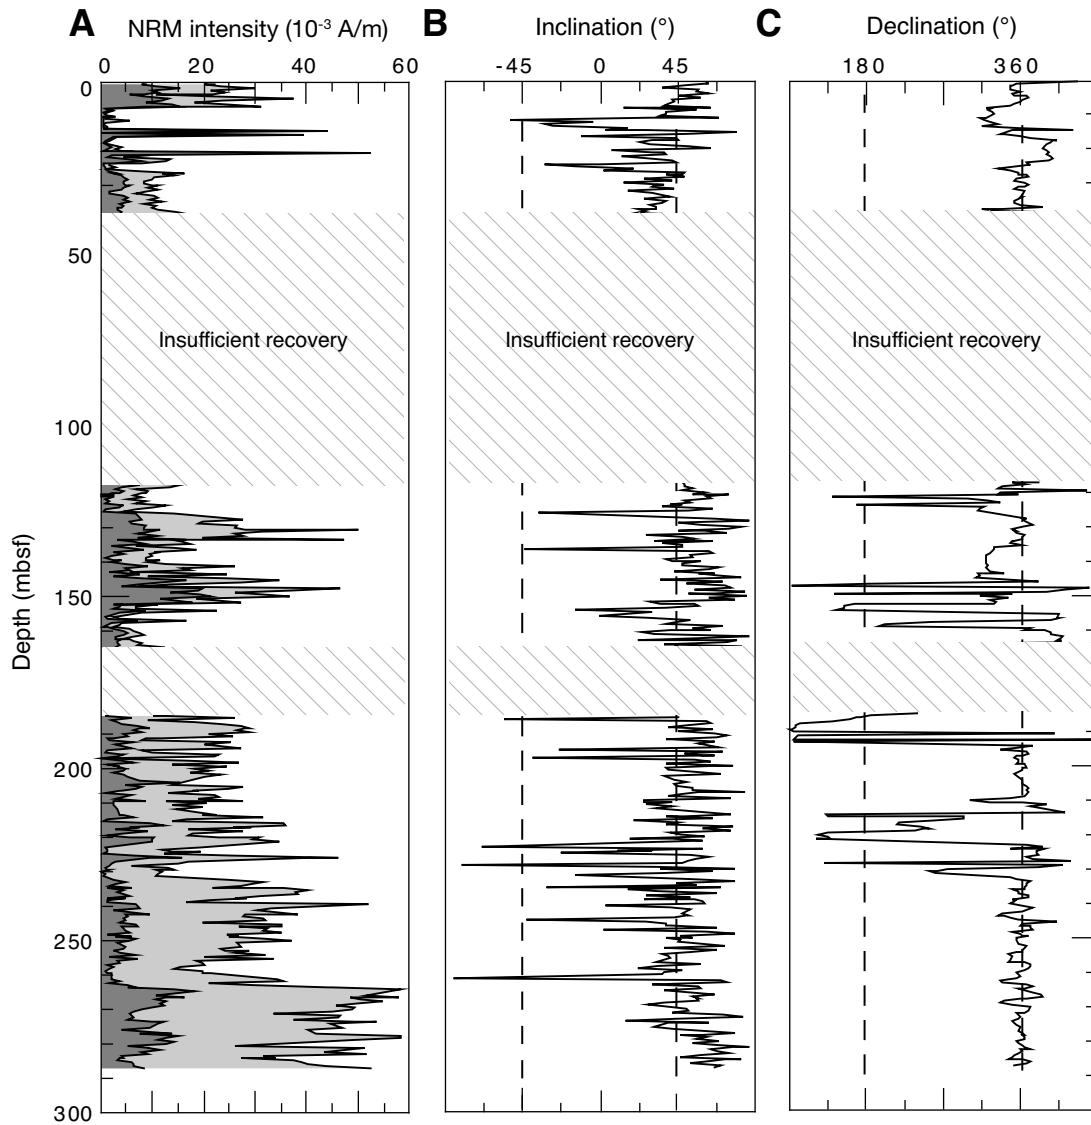 A NRM intensity (10⁻³ A/m) B Inclination (°) C Declination (°)
0 20 40 60 -45 0 45 180 360
0
50
Insufficient recovery Insufficient recovery Insufficient recovery
100
Depth (mbsf)
150
200
250
300